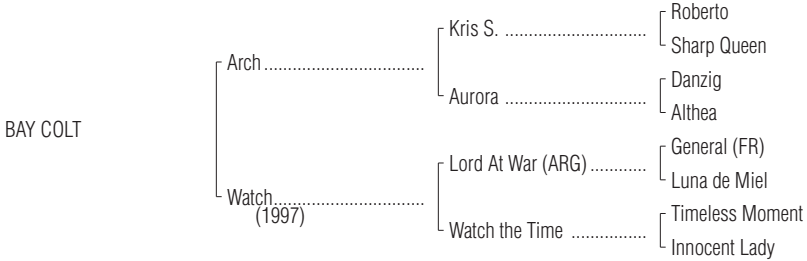 Roberto
Kris S. ................................
Sharp Queen
Arch ....................................
Danzig
Aurora ................................
Althea
BAY COLT
General (FR)
Lord At War (ARG) .............
Luna de Miel
Watch..................................
(1997)
Timeless Moment
Watch the Time .................
Innocent Lady